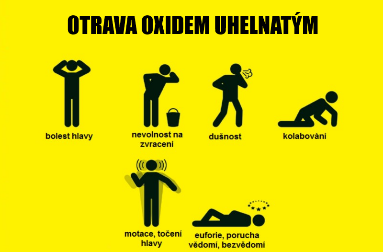 OTRAVA OXIDEM UHELNATÝM
bolest hlavy
nevolnost na
zvracení
dušnost
kolabování
motace, točení
hlavy
euforie, porucha
vědomí, bezvědomí